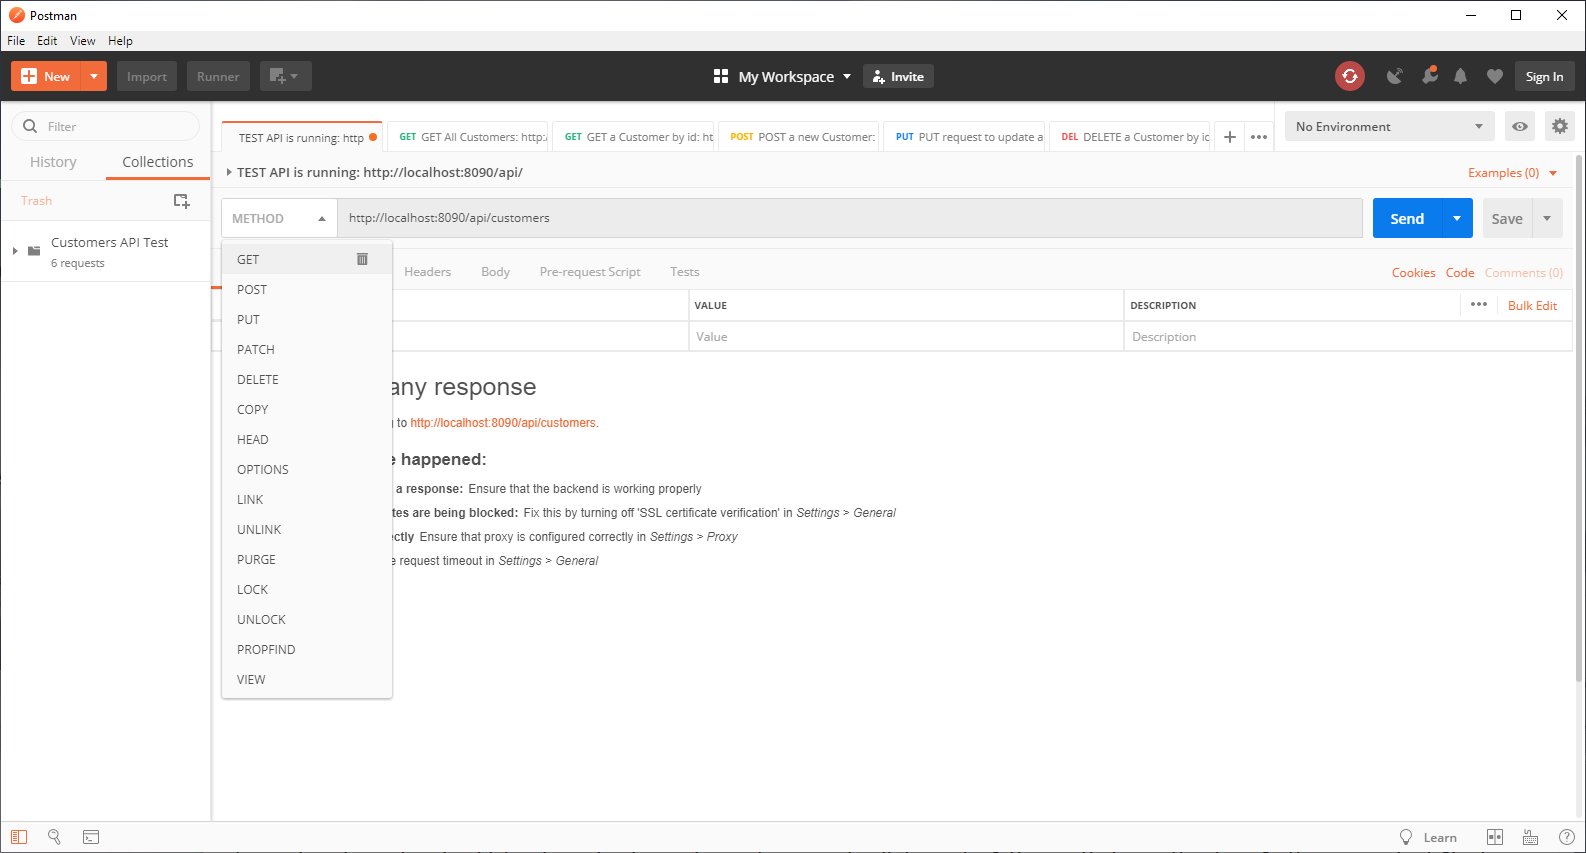 Postman
File Edit View Help
New Import Runner My Workspace Invite Sign In
Filter
History Collections
Trash
Customers API Test
6 requests
TEST API is running: http GET GET All Customers: http: GET GET a Customer by id: ht POST POST a new Customer: PUT PUT request to update a DEL DELETE a Customer by id No Environment
TEST API is running: http://localhost:8090/api/ Examples (0)
METHOD http://localhost:8090/api/customers Send Save
Headers Body Pre-request Script Tests Cookies Code Comments (0)
VALUE DESCRIPTION Bulk Edit
Value Description
GET
POST
PUT
PATCH
DELETE
COPY
HEAD
OPTIONS
LINK
UNLINK
PURGE
LOCK
UNLOCK
PROPFIND
VIEW
any response
to http://localhost:8090/api/customers.
happened:
a response: Ensure that the backend is working properly
are being blocked: Fix this by turning off 'SSL certificate verification' in Settings > General
Ensure that proxy is configured correctly in Settings > Proxy
request timeout in Settings > General
Learn